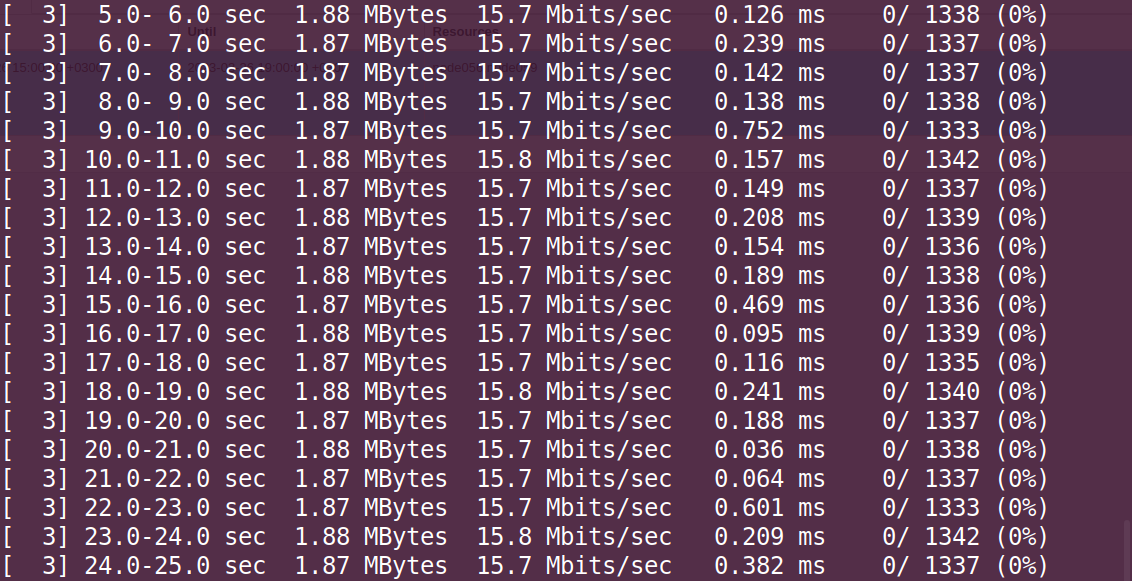 [  3]  5.0- 6.0 sec  1.88 MBytes  15.7 Mbits/sec   0.126 ms    0/ 1338 (0%)
Until Resources
[  3]  6.0- 7.0 sec  1.87 MBytes  15.7 Mbits/sec   0.239 ms    0/ 1337 (0%)
[  3]  7.0- 8.0 sec  1.87 MBytes  15.7 Mbits/sec   0.142 ms    0/ 1337 (0%)
[  3]  8.0- 9.0 sec  1.88 MBytes  15.7 Mbits/sec   0.138 ms    0/ 1338 (0%)
[  3]  9.0-10.0 sec  1.87 MBytes  15.7 Mbits/sec   0.752 ms    0/ 1333 (0%)
[  3] 10.0-11.0 sec  1.88 MBytes  15.8 Mbits/sec   0.157 ms    0/ 1342 (0%)
[  3] 11.0-12.0 sec  1.87 MBytes  15.7 Mbits/sec   0.149 ms    0/ 1337 (0%)
[  3] 12.0-13.0 sec  1.88 MBytes  15.7 Mbits/sec   0.208 ms    0/ 1339 (0%)
[  3] 13.0-14.0 sec  1.87 MBytes  15.7 Mbits/sec   0.154 ms    0/ 1336 (0%)
[  3] 14.0-15.0 sec  1.88 MBytes  15.7 Mbits/sec   0.189 ms    0/ 1338 (0%)
[  3] 15.0-16.0 sec  1.87 MBytes  15.7 Mbits/sec   0.469 ms    0/ 1336 (0%)
[  3] 16.0-17.0 sec  1.88 MBytes  15.7 Mbits/sec   0.095 ms    0/ 1339 (0%)
[  3] 17.0-18.0 sec  1.87 MBytes  15.7 Mbits/sec   0.116 ms    0/ 1335 (0%)
[  3] 18.0-19.0 sec  1.88 MBytes  15.8 Mbits/sec   0.241 ms    0/ 1340 (0%)
[  3] 19.0-20.0 sec  1.87 MBytes  15.7 Mbits/sec   0.188 ms    0/ 1337 (0%)
[  3] 20.0-21.0 sec  1.88 MBytes  15.7 Mbits/sec   0.036 ms    0/ 1338 (0%)
[  3] 21.0-22.0 sec  1.87 MBytes  15.7 Mbits/sec   0.064 ms    0/ 1337 (0%)
[  3] 22.0-23.0 sec  1.87 MBytes  15.7 Mbits/sec   0.601 ms    0/ 1333 (0%)
[  3] 23.0-24.0 sec  1.88 MBytes  15.8 Mbits/sec   0.209 ms    0/ 1342 (0%)
[  3] 24.0-25.0 sec  1.87 MBytes  15.7 Mbits/sec   0.382 ms    0/ 1337 (0%)